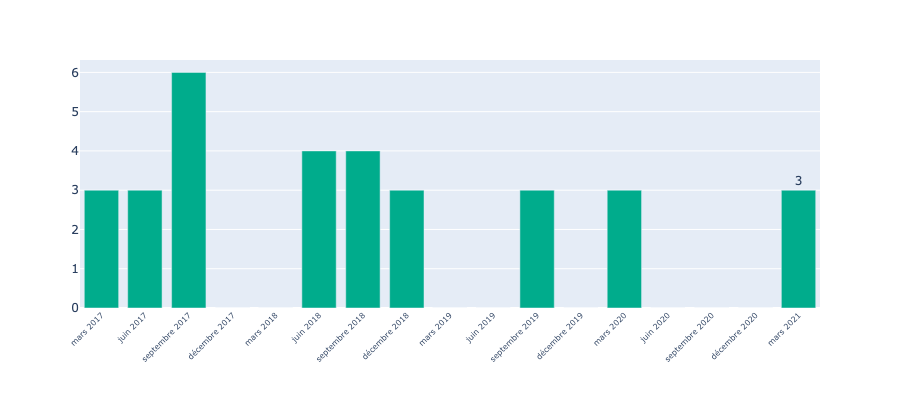 6
5
4
3
2
1
0
3
mars 2017
juin 2017
septembre 2017
décembre 2017
mars 2018
juin 2018
septembre 2018
décembre 2018
mars 2019
juin 2019
septembre 2019
décembre 2019
mars 2020
juin 2020
septembre 2020
décembre 2020
mars 2021